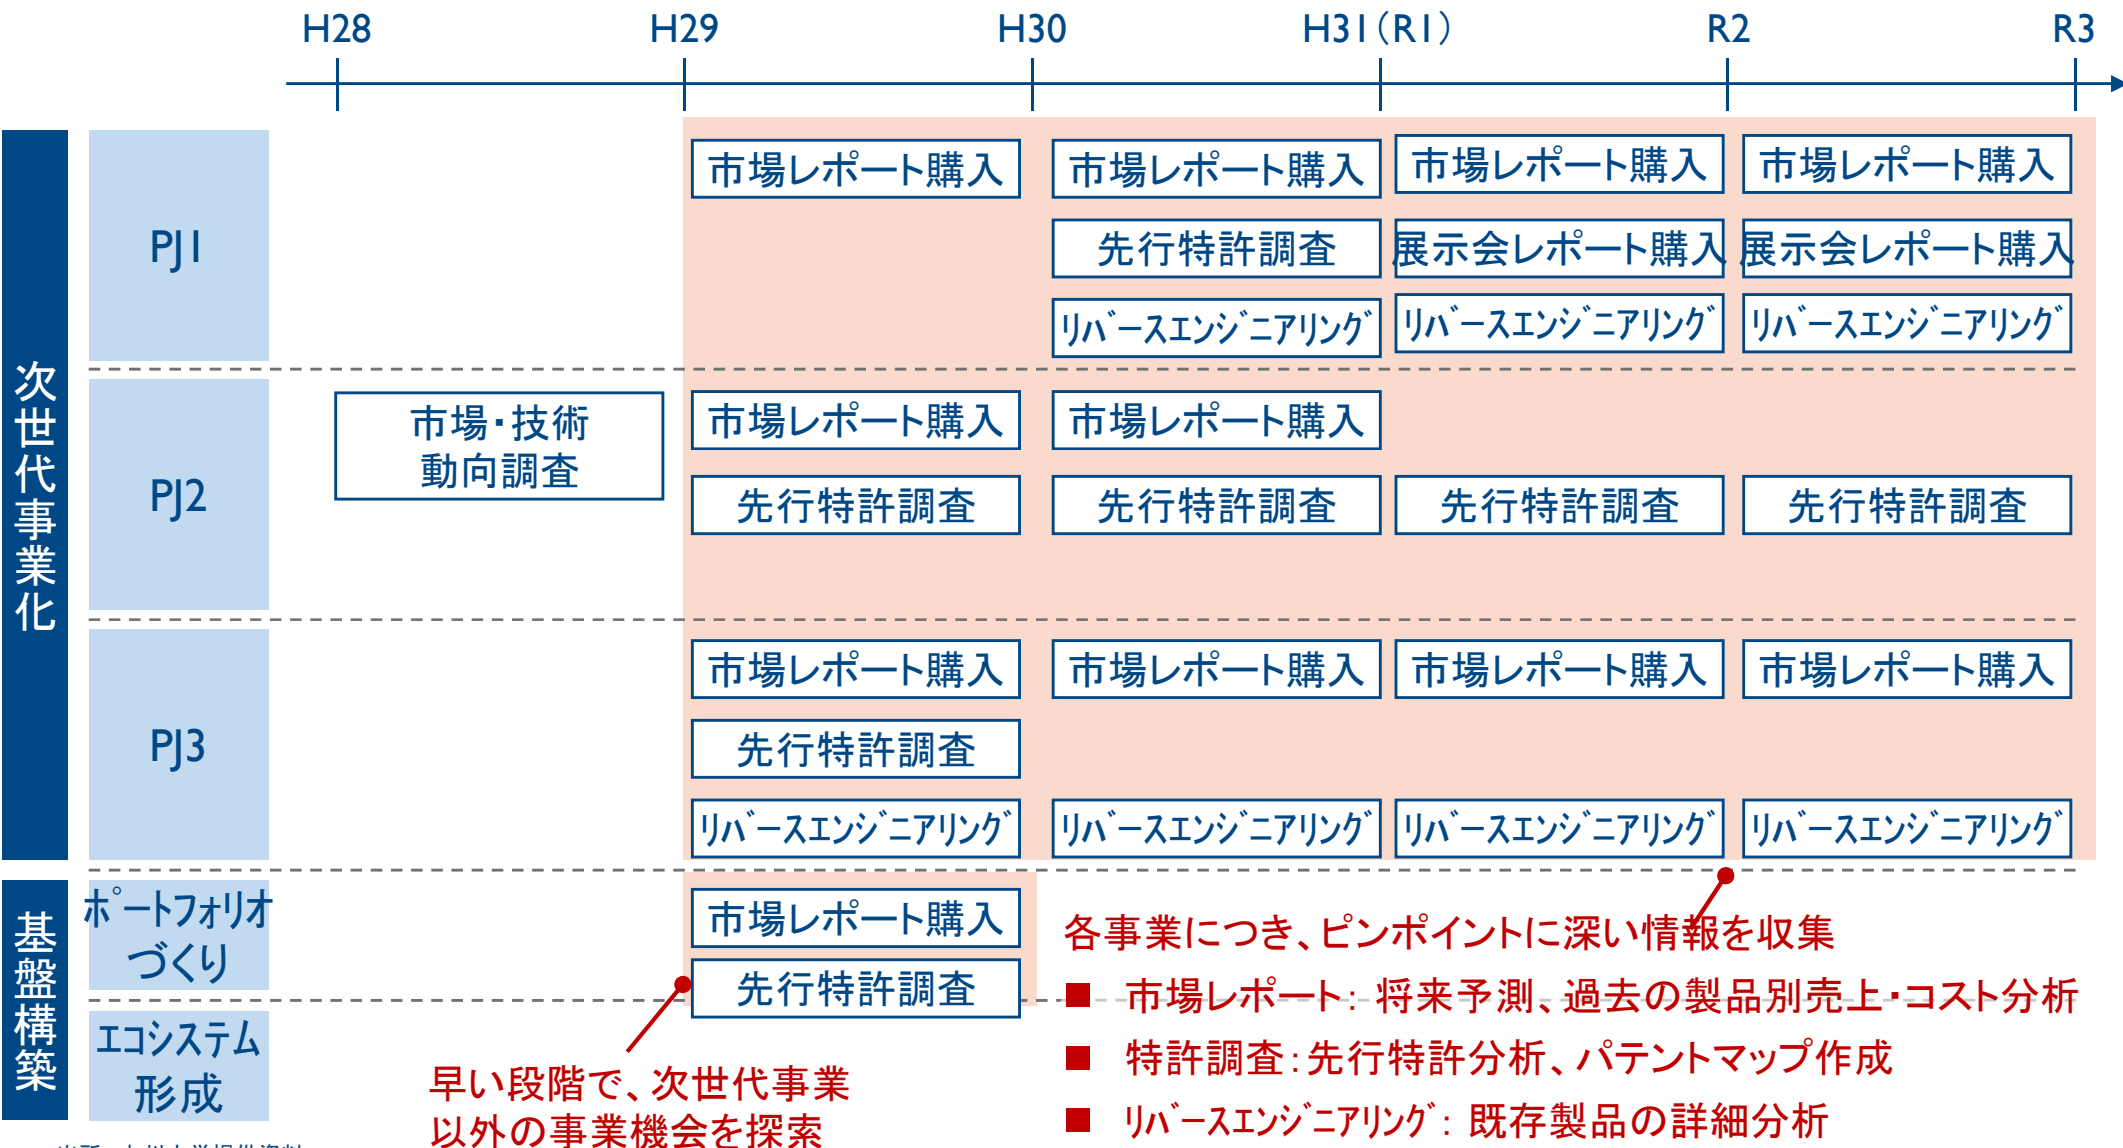 H28 H29 H30 H31(R1) R2 R3
次世代事業化
PJ1
市場レポート購入 市場レポート購入 市場レポート購入 市場レポート購入
先行特許調査 展示会レポート購入 展示会レポート購入
ﾘﾊﾞｰｽｴﾝｼﾞﾆｱﾘﾝｸﾞ ﾘﾊﾞｰｽｴﾝｼﾞﾆｱﾘﾝｸﾞ ﾘﾊﾞｰｽｴﾝｼﾞﾆｱﾘﾝｸﾞ
PJ2
市場・技術
動向調査
市場レポート購入 市場レポート購入
先行特許調査 先行特許調査 先行特許調査 先行特許調査
PJ3
市場レポート購入 市場レポート購入 市場レポート購入 市場レポート購入
先行特許調査
ﾘﾊﾞｰｽｴﾝｼﾞﾆｱﾘﾝｸﾞ ﾘﾊﾞｰｽｴﾝｼﾞﾆｱﾘﾝｸﾞ ﾘﾊﾞｰｽｴﾝｼﾞﾆｱﾘﾝｸﾞ ﾘﾊﾞｰｽｴﾝｼﾞﾆｱﾘﾝｸﾞ
基盤構築
ﾎﾟｰﾄﾌｫﾘｵ
づくり
市場レポート購入
先行特許調査
ｴｺｼｽﾃﾑ
形成
早い段階で、次世代事業
以外の事業機会を探索
各事業につき、ピンポイントに深い情報を収集
■ 市場レポート：将来予測、過去の製品別売上・コスト分析
■ 特許調査：先行特許分析、パテントマップ作成
■ ﾘﾊﾞｰｽｴﾝｼﾞﾆｱﾘﾝｸﾞ：既存製品の詳細分析